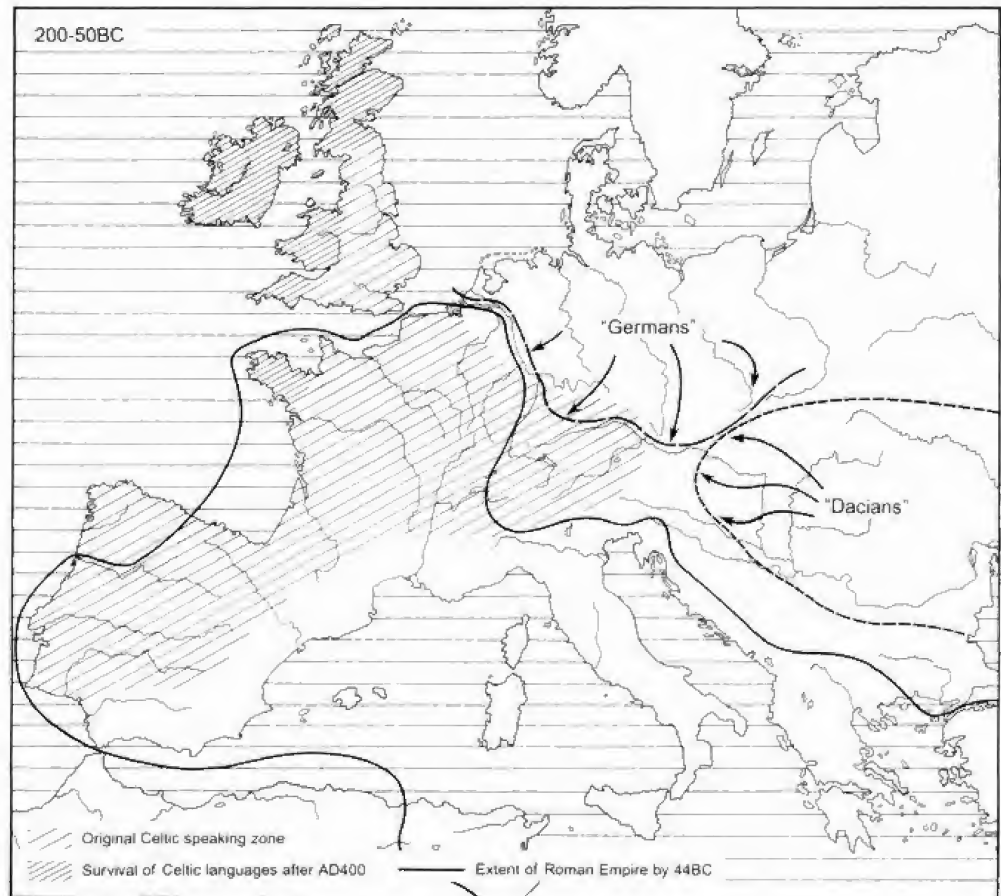 200-50BC
"Germans"
"Dacians"
Original Celtic speaking zone
Survival of Celtic languages after AD400
Extent of Roman Empire by 44BC